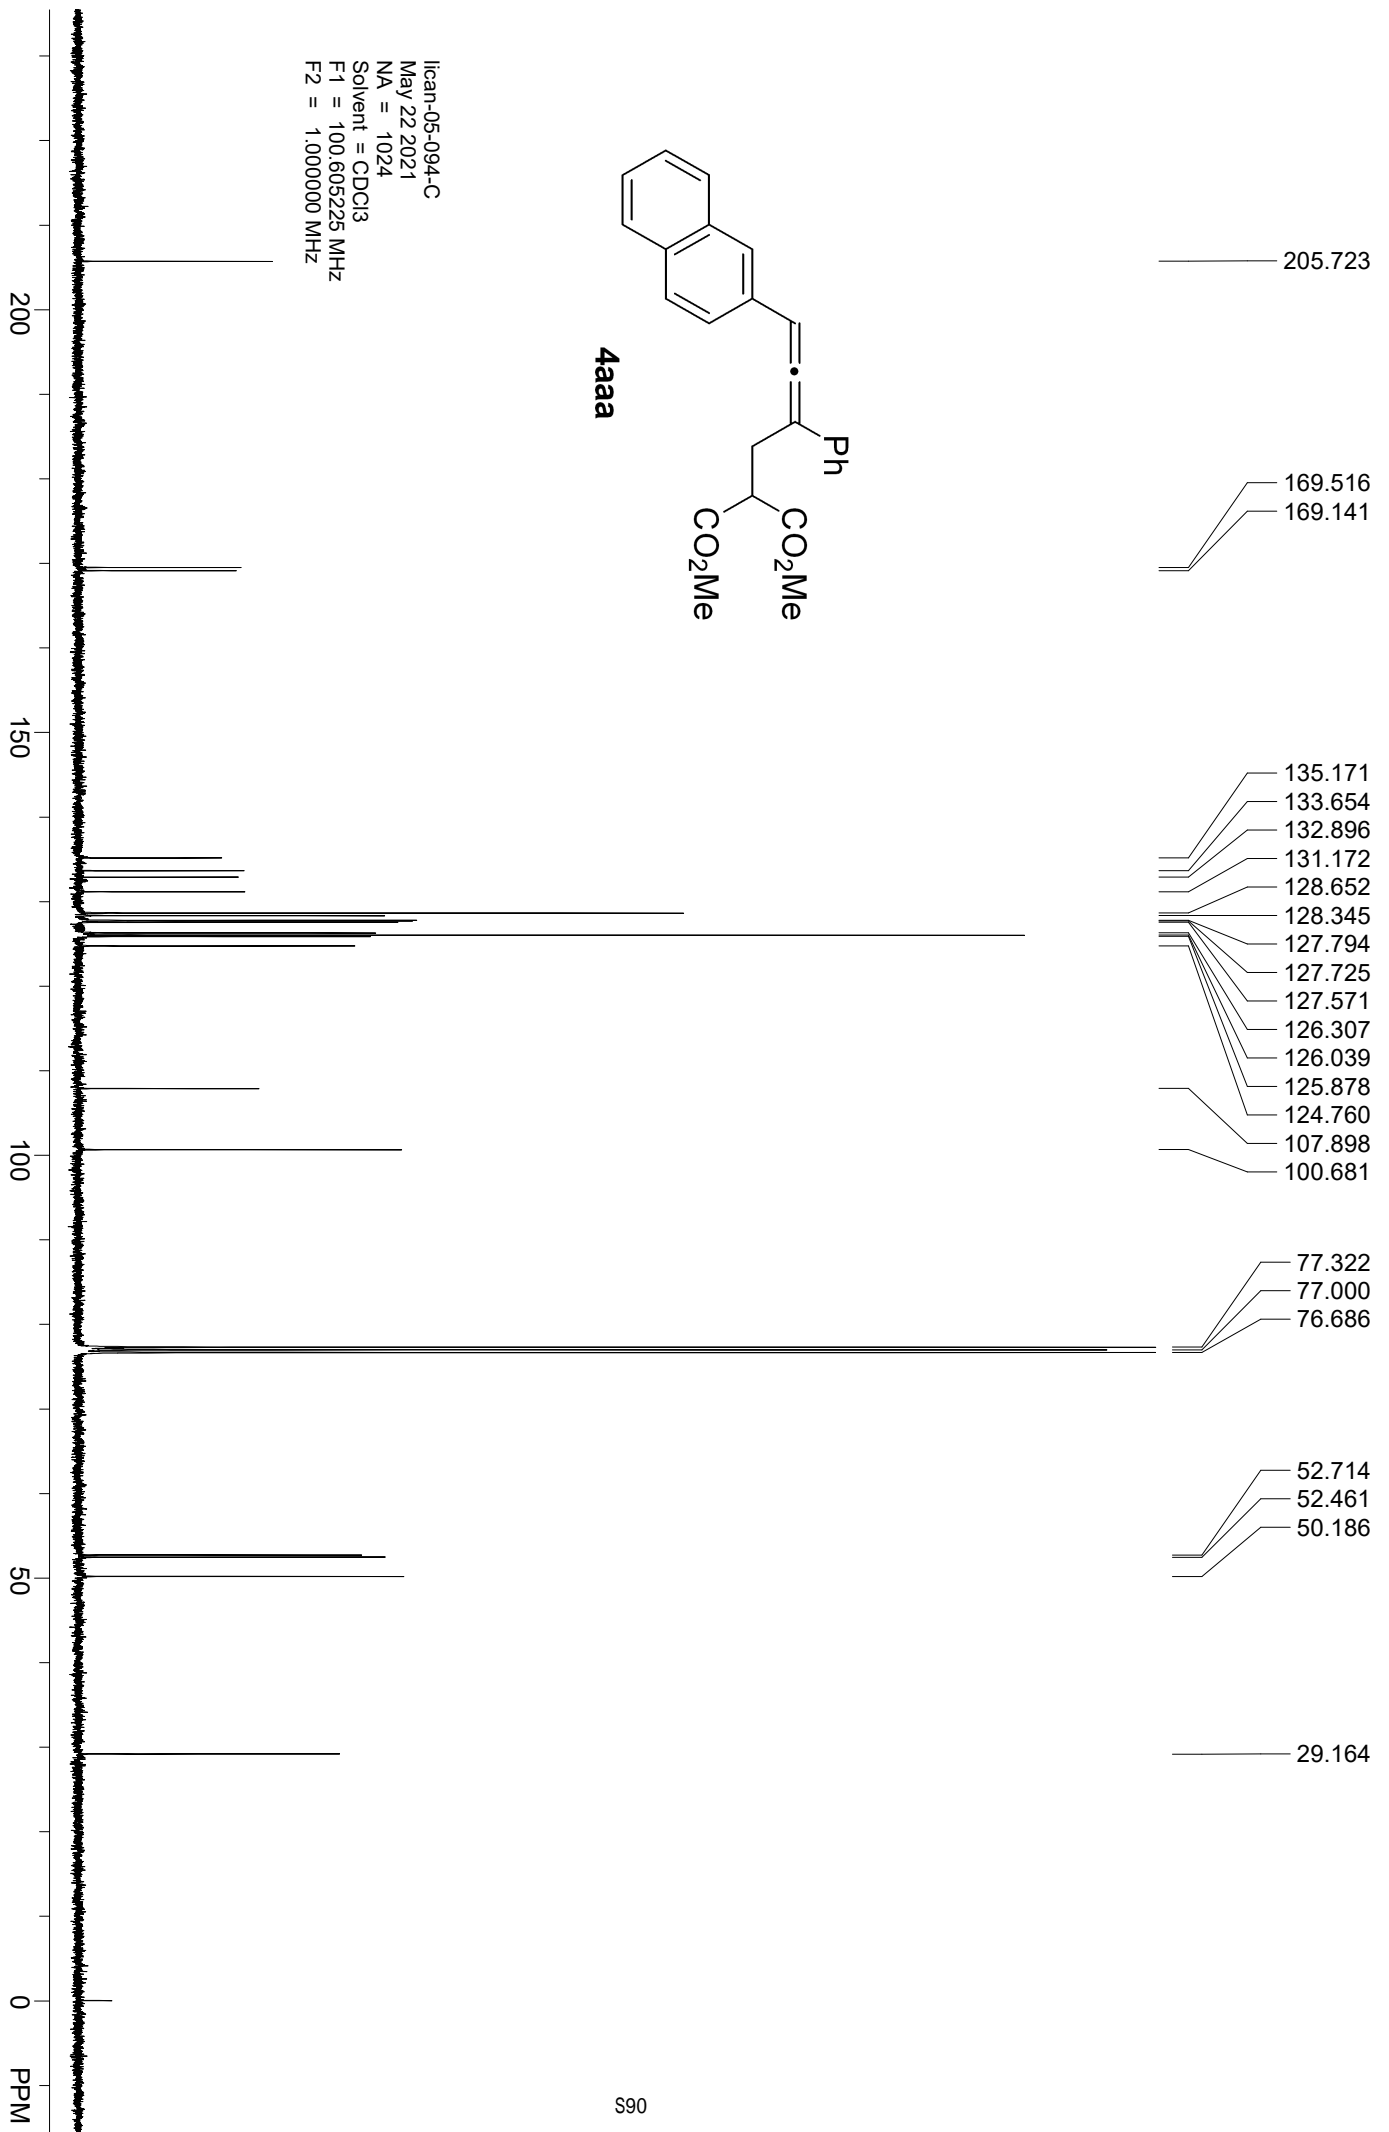 lican-05-094-C
May 22 2021
NA = 1024
Solvent = CDCl3
F1 = 100.605225 MHz
F2 = 1.000000 MHz
Ph
CO₂Me
CO₂Me
4aaa
205.723
169.516
169.141
135.171
133.654
132.896
131.172
128.652
128.345
127.794
127.725
127.571
126.307
126.039
125.878
124.760
107.898
100.681
77.322
77.000
76.686
52.714
52.461
50.186
29.164
200
150
100
50
0
PPM
S90